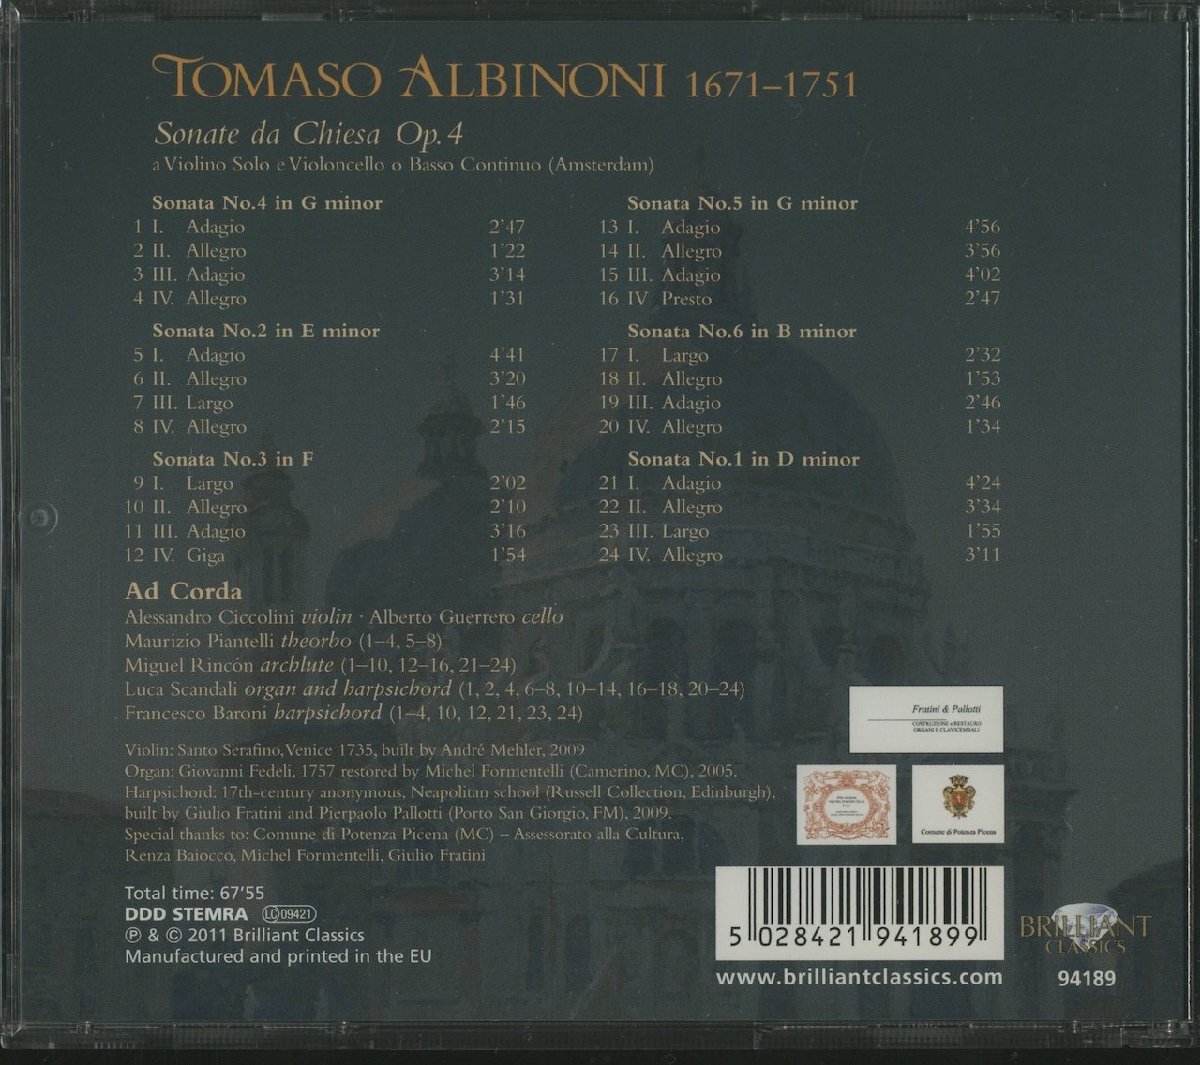 TOMASO ALBINONI 1671–1751
Sonate da Chiesa Op.4
a Violino Solo e Violoncello o Basso Continuo (Amsterdam)
Sonata No.4 in G minor
1 I. Adagio 2'47
2 II. Allegro 1'22
3 III. Adagio 3'14
4 IV. Allegro 1'31
Sonata No.2 in E minor
5 I. Adagio 4'41
6 II. Allegro 3'20
7 III. Largo 1'46
8 IV. Allegro 2'15
Sonata No.3 in F
9 I. Largo 2'02
10 II. Allegro 2'10
11 III. Adagio 3'16
12 IV. Giga 1'54
Sonata No.5 in G minor
13 I. Adagio 4'56
14 II. Allegro 3'56
15 III. Adagio 4'02
16 IV Presto 2'47
Sonata No.6 in B minor
17 I. Largo 2'32
18 II. Allegro 1'53
19 III. Adagio 2'46
20 IV. Allegro 1'34
Sonata No.1 in D minor
21 I. Adagio 4'24
22 II. Allegro 3'34
23 III. Largo 1'55
24 IV. Allegro 3'11
Ad Corda
Alessandro Ciccolini violin · Alberto Guerrero cello
Maurizio Piantelli theorbo (1–4, 5–8)
Miguel Rincón archlute (1–10, 12–16, 21–24)
Luca Scandali organ and harpsichord (1, 2, 4, 6–8, 10–14, 16–18, 20–24)
Francesco Baroni harpsichord (1–4, 10, 12, 21, 23, 24)
Violin: Santo Serafino, Venice 1735, built by André Mehler, 2009
Organ: Giovanni Fedeli, 1757 restored by Michel Formentelli (Camerino, MC), 2005.
Harpsichord: 17th-century anonymous, Neapolitan school (Russell Collection, Edinburgh),
built by Giulio Fratini and Pierpaolo Pallotti (Porto San Giorgio, FM), 2009.
Special thanks to: Comune di Potenza Picena (MC) – Assessorato alla Cultura,
Renza Baiocco, Michel Formentelli, Giulio Fratini
Total time: 67'55
DDD STEMRA LC 09421
℗ & © 2011 Brilliant Classics
Manufactured and printed in the EU
Fratini & Pallotti
COSTRUZIONE e RESTAURO
ORGANI E CLAVICEMBALI
Comune di Potenza Picena
5 028421 941899
www.brilliantclassics.com
BRILLIANT
CLASSICS
94189